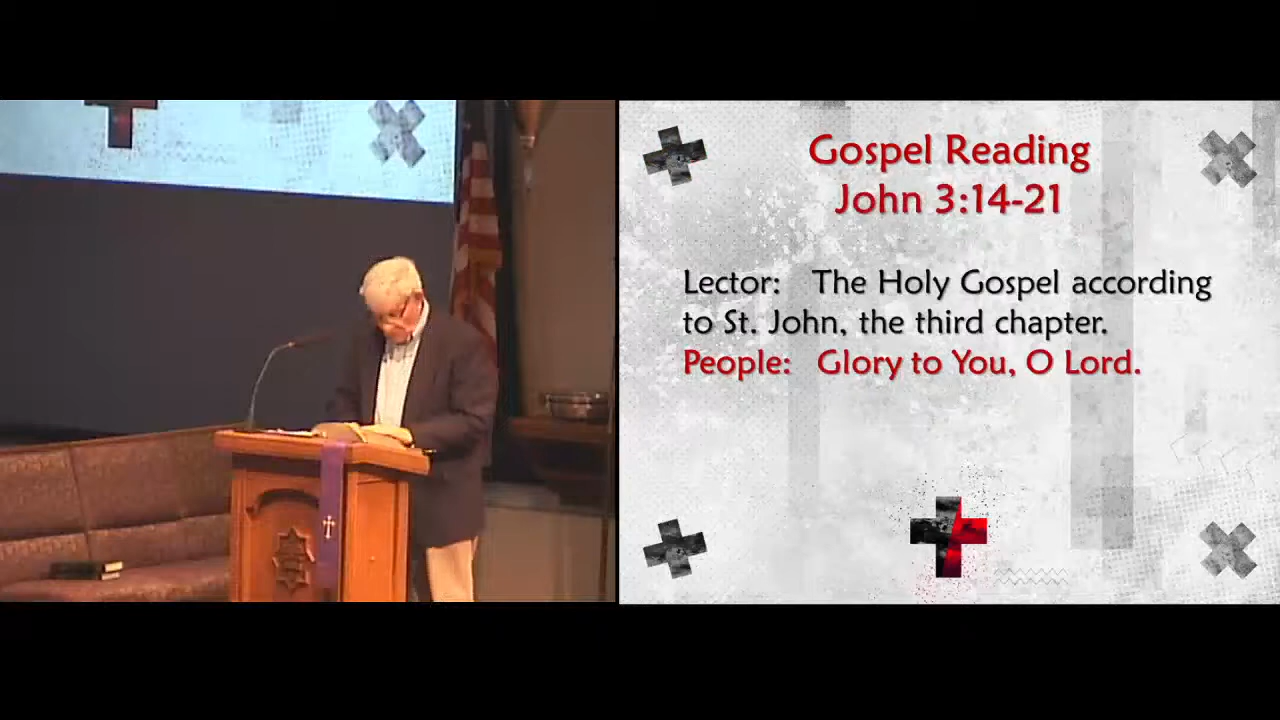 Gospel Reading
John 3:14-21
Lector: The Holy Gospel according
to St. John, the third chapter.
People: Glory to You, O Lord.